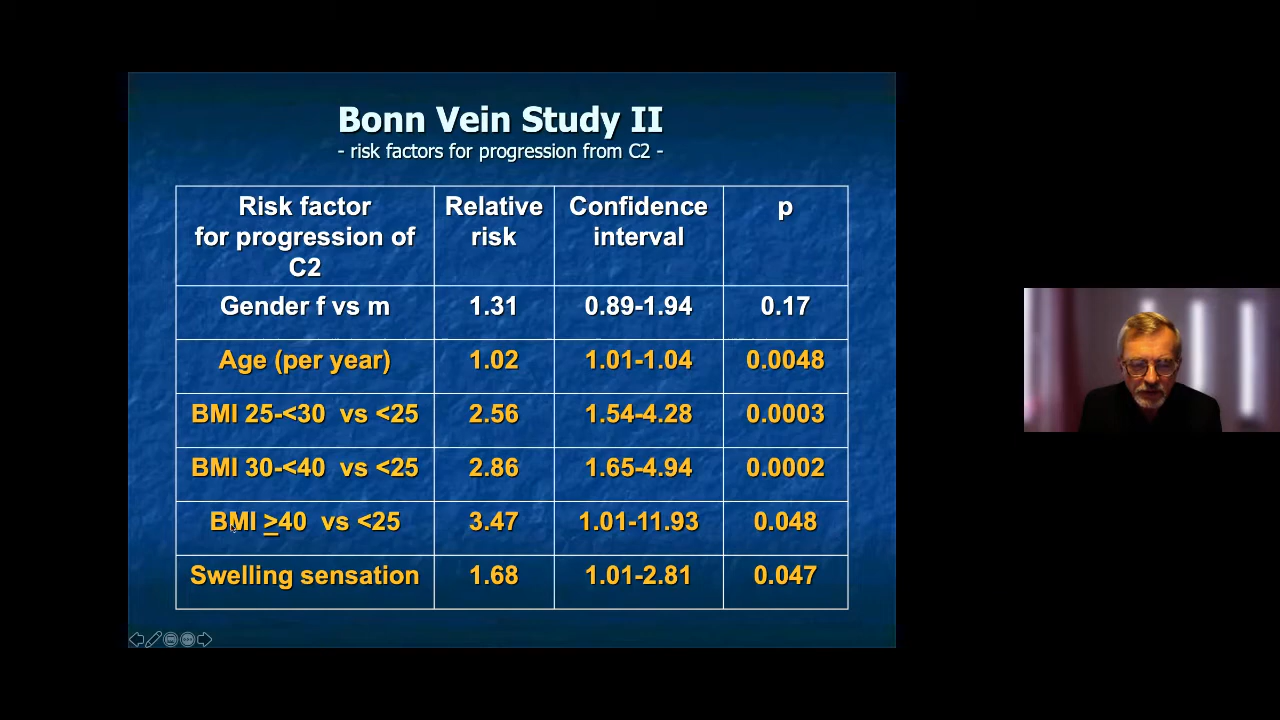 Bonn Vein Study II
- risk factors for progression from C2 -
Risk factor
for progression of
C2
Relative
risk
Confidence
interval
p
Gender f vs m 1.31 0.89-1.94 0.17
Age (per year) 1.02 1.01-1.04 0.0048
BMI 25-<30 vs <25 2.56 1.54-4.28 0.0003
BMI 30-<40 vs <25 2.86 1.65-4.94 0.0002
BMI ≥40 vs <25 3.47 1.01-11.93 0.048
Swelling sensation 1.68 1.01-2.81 0.047